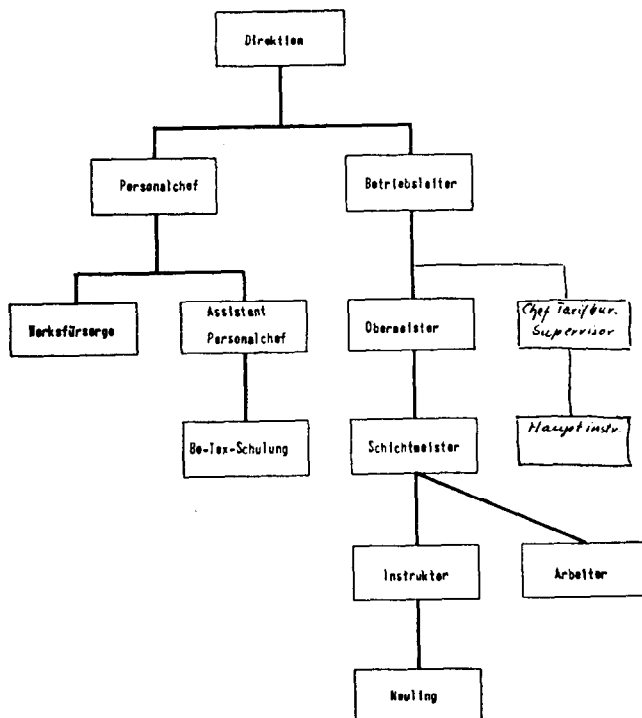 Direktion
Personalchef
Betriebsleiter
Werksfürsorge
Assistent
Personalchef
Obermeister
Chef Tarifbur.
Supervisor
Be-Tex-Schulung
Schichtmeister
Hauptinstr.
Instruktor
Arbeiter
Neuling